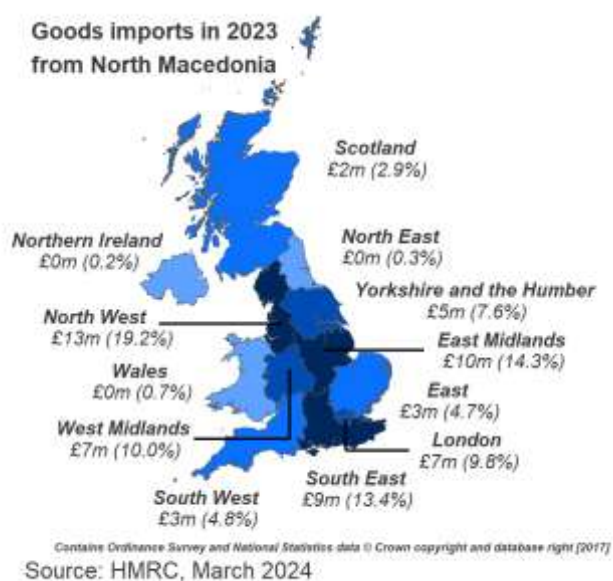 Goods imports in 2023
from North Macedonia
Scotland
£2m (2.9%)
Northern Ireland
£0m (0.2%)
North East
£0m (0.3%)
Yorkshire and the Humber
£5m (7.6%)
North West
£13m (19.2%)
East Midlands
£10m (14.3%)
Wales
£0m (0.7%)
East
£3m (4.7%)
West Midlands
£7m (10.0%)
London
£7m (9.8%)
South East
£9m (13.4%)
South West
£3m (4.8%)
Contains Ordinance Survey and National Statistics data © Crown copyright and database right [2017]
Source: HMRC, March 2024